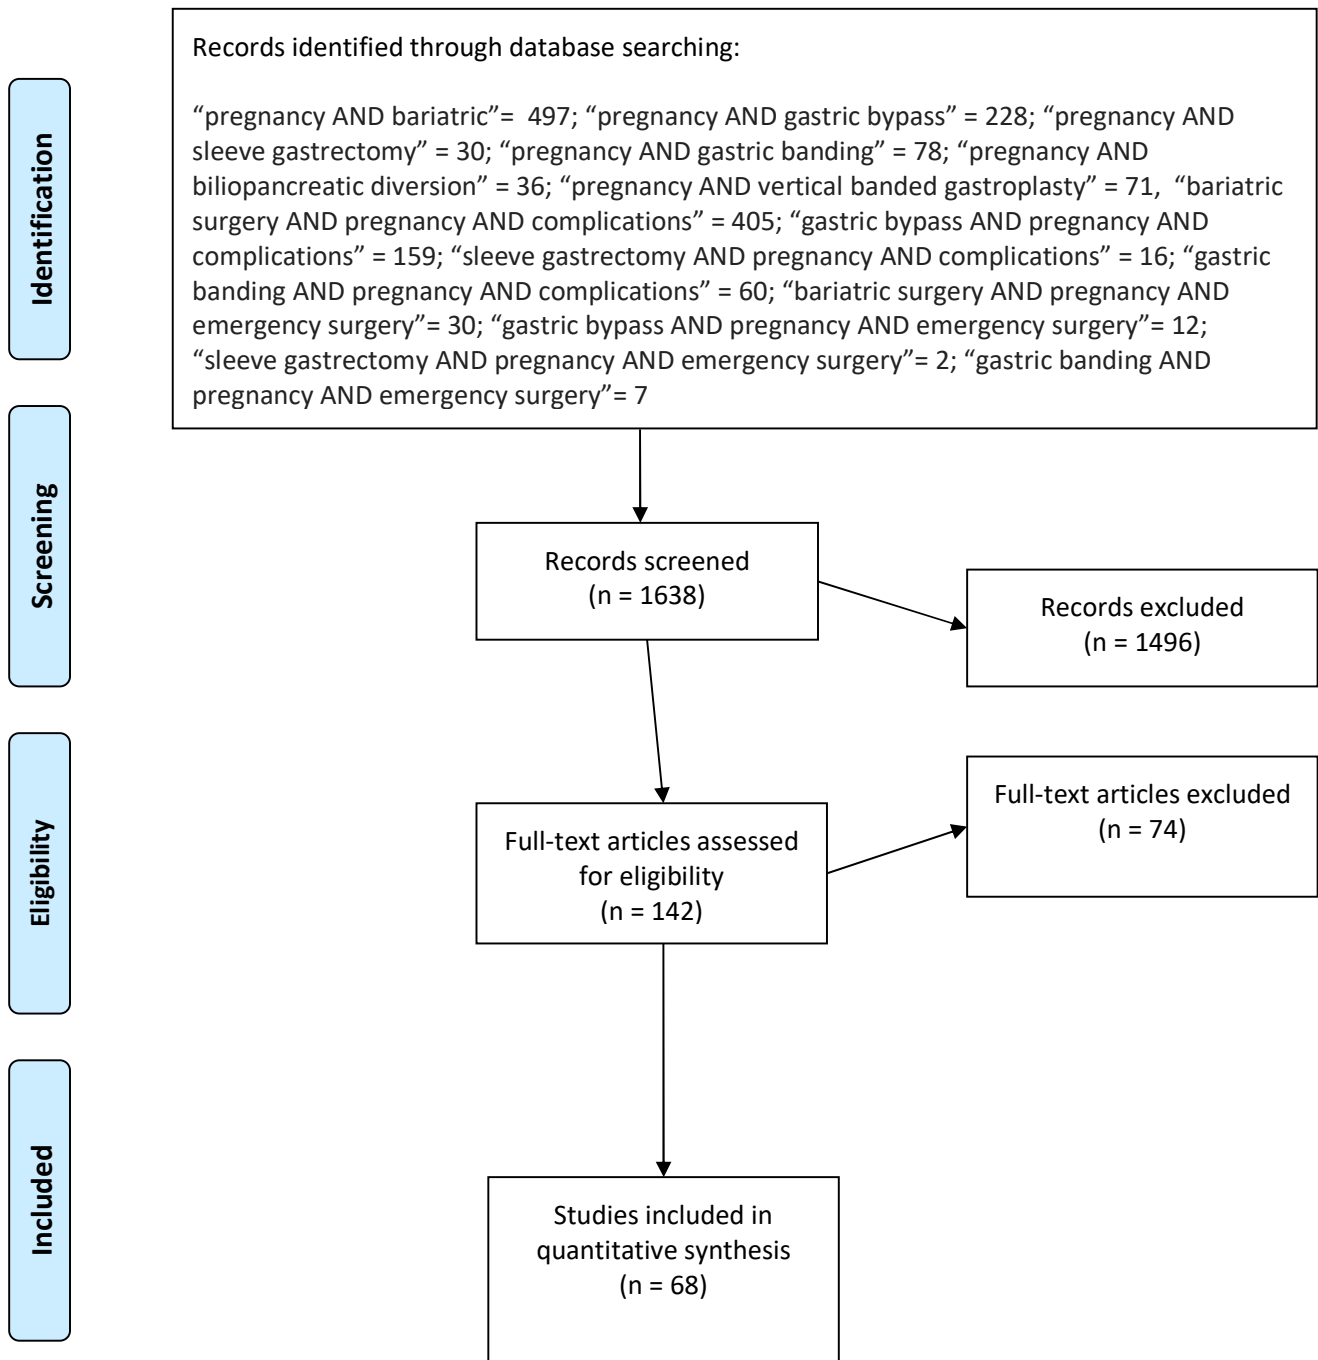 Records identified through database searching:
“pregnancy AND bariatric”= 497; “pregnancy AND gastric bypass” = 228; “pregnancy AND
sleeve gastrectomy” = 30; “pregnancy AND gastric banding” = 78; “pregnancy AND
biliopancreatic diversion” = 36; “pregnancy AND vertical banded gastroplasty” = 71, “bariatric
surgery AND pregnancy AND complications” = 405; “gastric bypass AND pregnancy AND
complications” = 159; “sleeve gastrectomy AND pregnancy AND complications” = 16; “gastric
banding AND pregnancy AND complications” = 60; “bariatric surgery AND pregnancy AND
emergency surgery”= 30; “gastric bypass AND pregnancy AND emergency surgery”= 12;
“sleeve gastrectomy AND pregnancy AND emergency surgery”= 2; “gastric banding AND
pregnancy AND emergency surgery”= 7
Identification
Screening
Records screened
(n = 1638)
Records excluded
(n = 1496)
Eligibility
Full-text articles assessed
for eligibility
(n = 142)
Full-text articles excluded
(n = 74)
Included
Studies included in
quantitative synthesis
(n = 68)